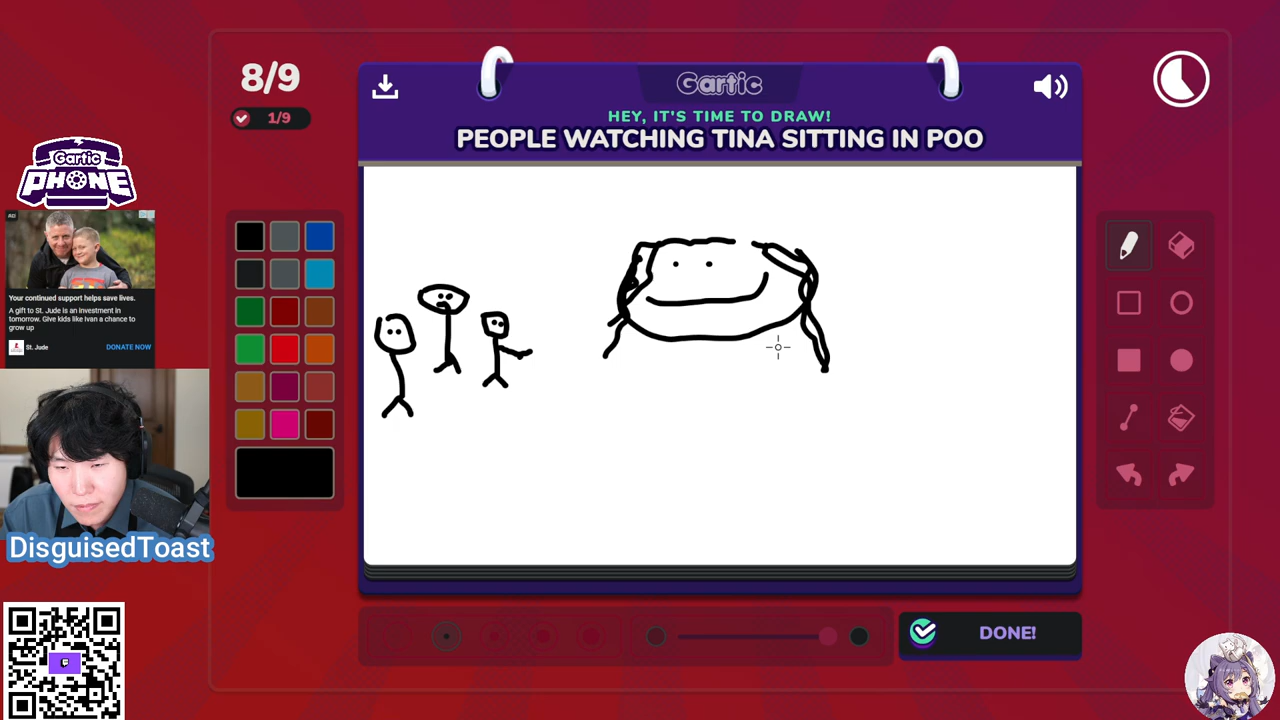 8/9
1/9
Gartic
HEY, IT'S TIME TO DRAW!
PEOPLE WATCHING TINA SITTING IN POO
Gartic
PHONE
AD
Your continued support helps save lives.
A gift to St. Jude is an investment in
tomorrow. Give kids like Ivan a chance to
grow up
St. Jude
DONATE NOW
DisguisedToast
DONE!